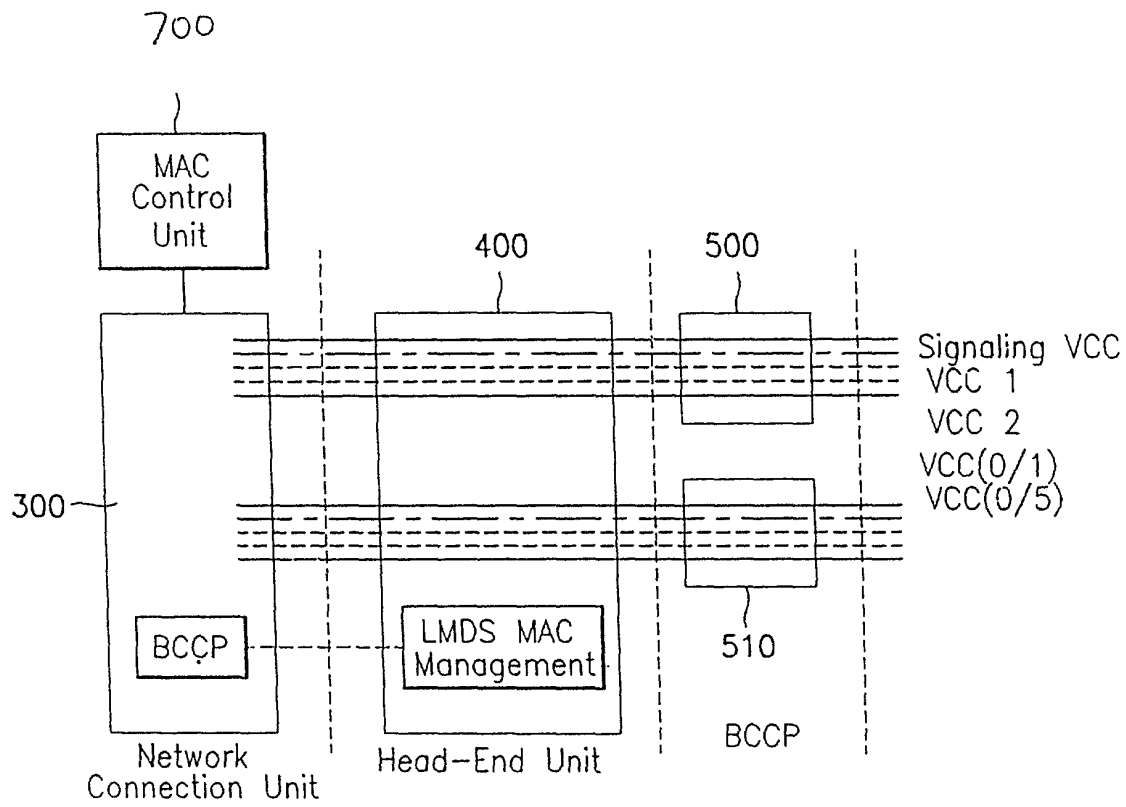 700
MAC
Control
Unit
400
500
Signaling VCC
VCC 1
VCC 2
VCC(0/1)
VCC(0/5)
300
BCCP
LMDS MAC
Management
510
BCCP
Network
Connection Unit
Head-End Unit